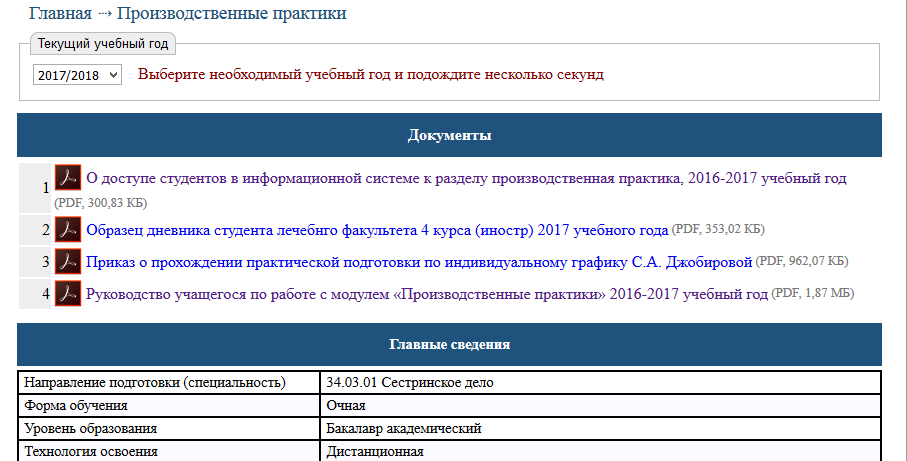 Главная ⇢ Производственные практики
Текущий учебный год
2017/2018 Выберите необходимый учебный год и подождите несколько секунд
Документы
1 О доступе студентов в информационной системе к разделу производственная практика, 2016-2017 учебный год
(PDF, 300,83 КБ)
2 Образец дневника студента лечебнго факультета 4 курса (иностр) 2017 учебного года (PDF, 353,02 КБ)
3 Приказ о прохождении практической подготовки по индивидуальному графику С.А. Джобировой (PDF, 962,07 КБ)
4 Руководство учащегося по работе с модулем «Производственные практики» 2016-2017 учебный год (PDF, 1,87 МБ)
Главные сведения
Направление подготовки (специальность) 34.03.01 Сестринское дело
Форма обучения Очная
Уровень образования Бакалавр академический
Технология освоения Дистанционная